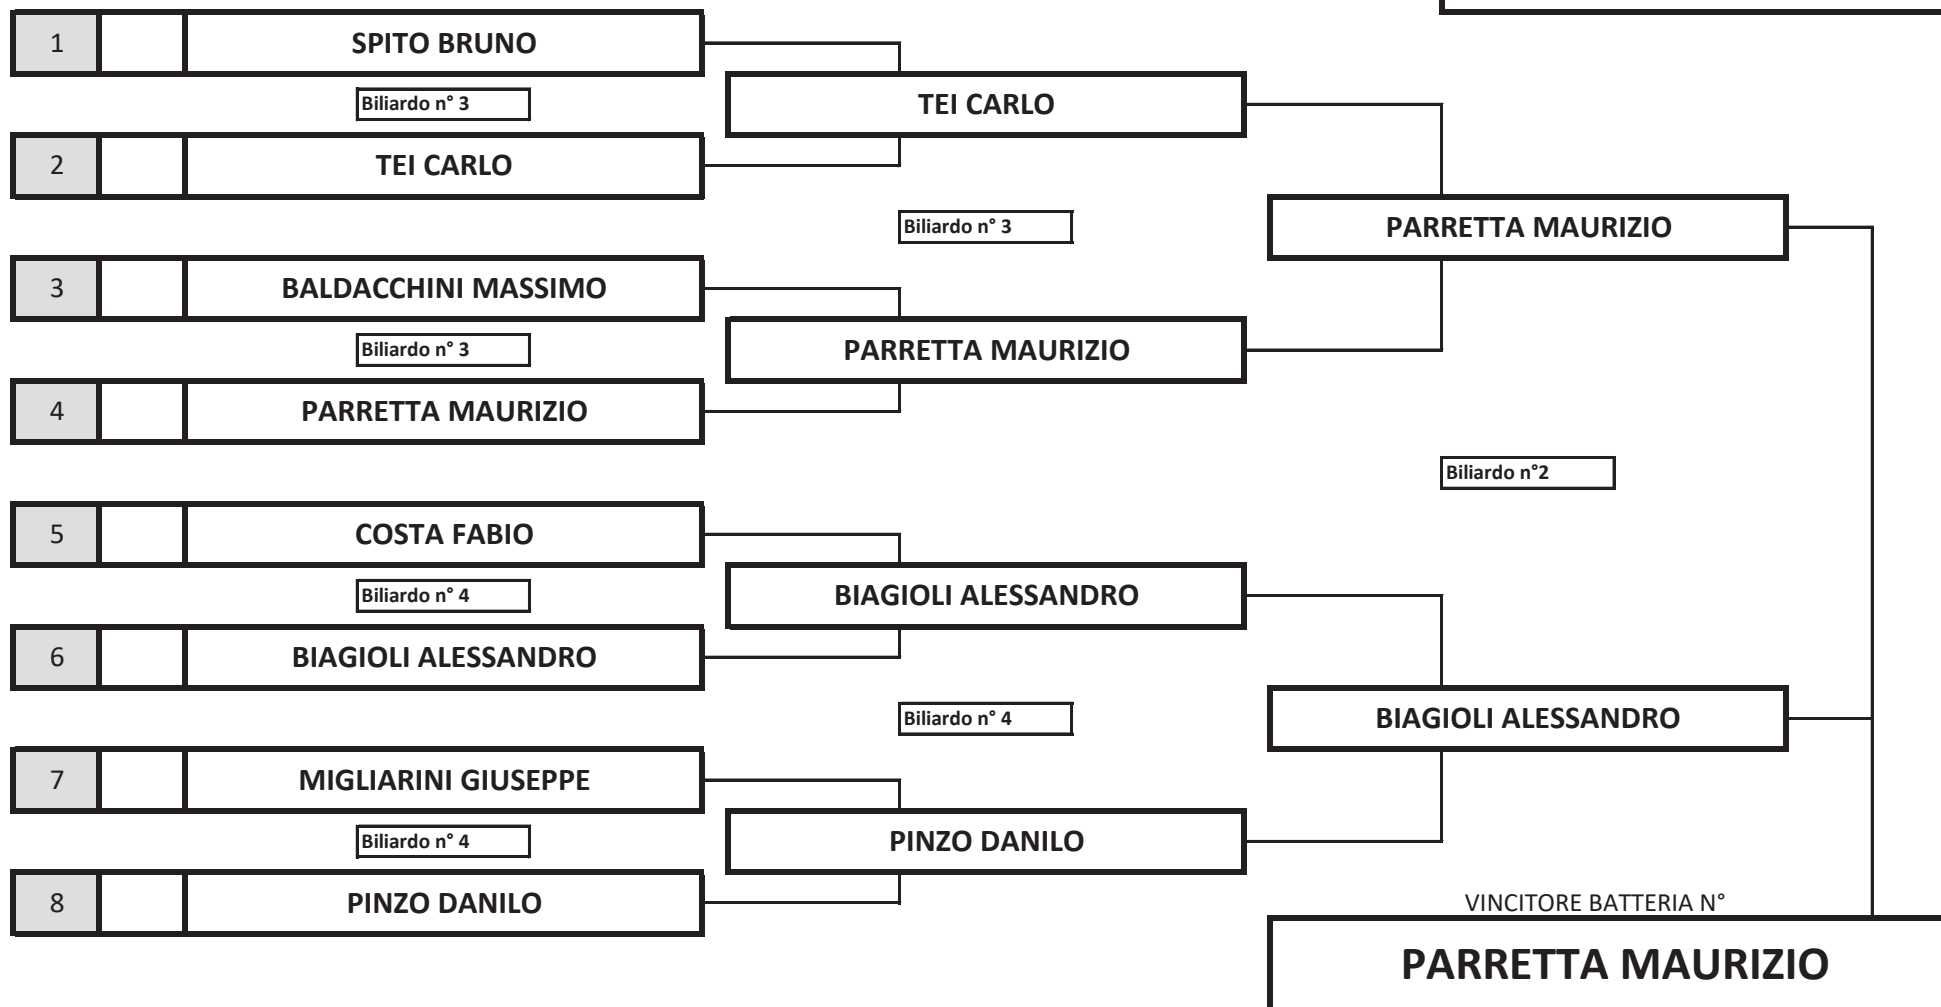 1 SPITO BRUNO
Biliardo n° 3
TEI CARLO
2 TEI CARLO
Biliardo n° 3
PARRETTA MAURIZIO
3 BALDACCHINI MASSIMO
Biliardo n° 3
PARRETTA MAURIZIO
4 PARRETTA MAURIZIO
Biliardo n°2
5 COSTA FABIO
Biliardo n° 4
BIAGIOLI ALESSANDRO
6 BIAGIOLI ALESSANDRO
Biliardo n° 4
BIAGIOLI ALESSANDRO
7 MIGLIARINI GIUSEPPE
Biliardo n° 4
PINZO DANILO
8 PINZO DANILO
VINCITORE BATTERIA N°
PARRETTA MAURIZIO